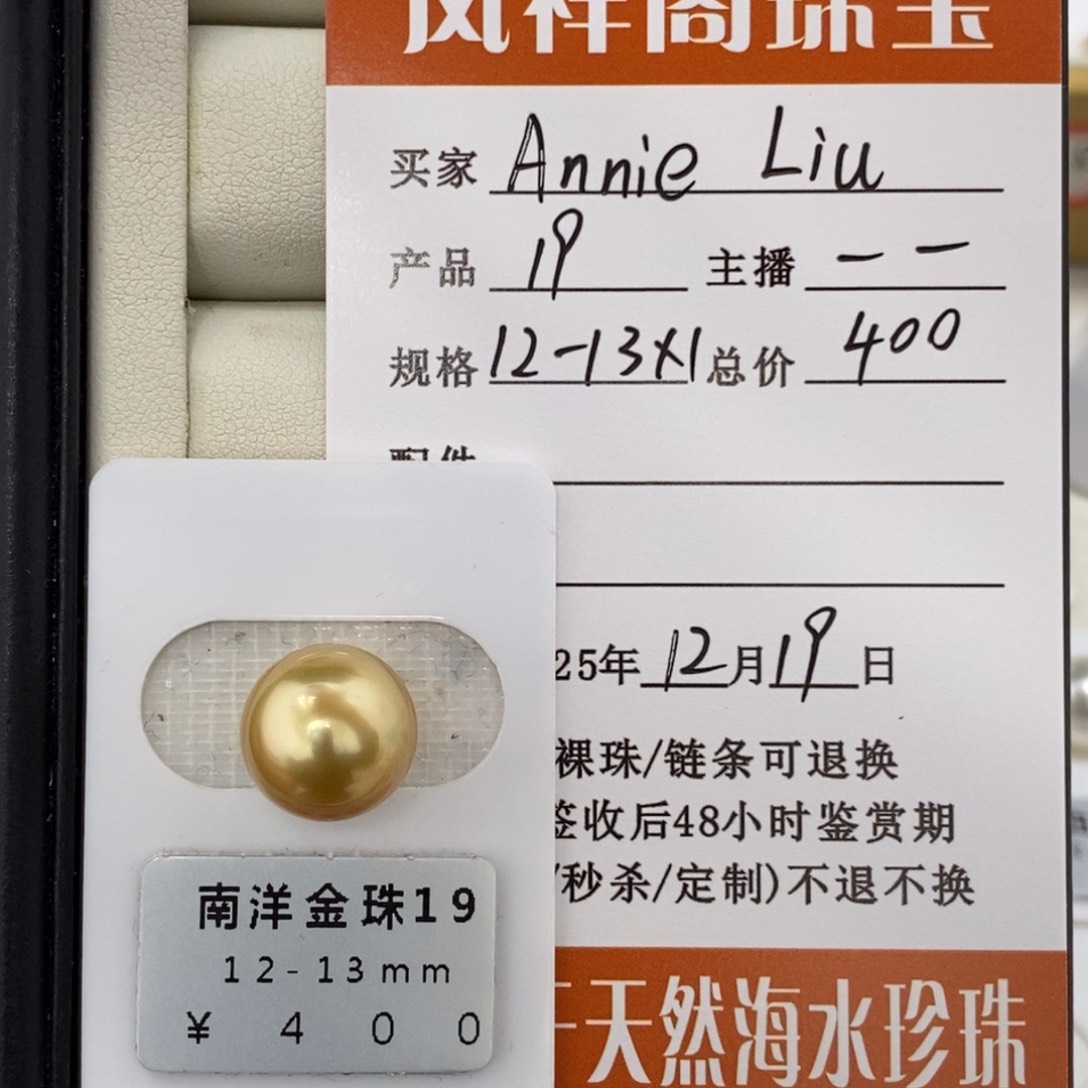 凤祥阁珠宝
买家 Annie Liu
产品 19 主播 一一
规格 12-13X1 总价 400
配件
25年 12月 19日
裸珠/链条可退换
签收后48小时鉴赏期
/秒杀/定制)不退不换
天然海水珍珠
南洋金珠19
12-13mm
¥ 400